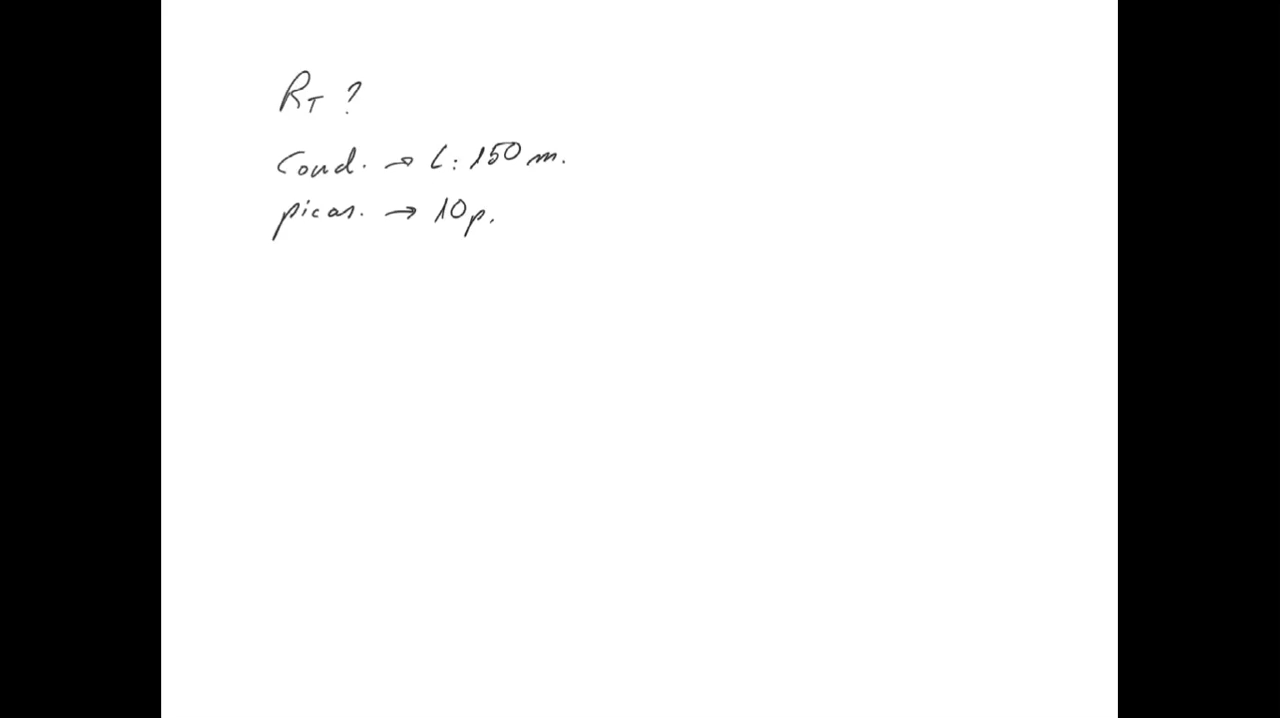 RT ?
Cond. → L: 150 m.
picas. → 10p.